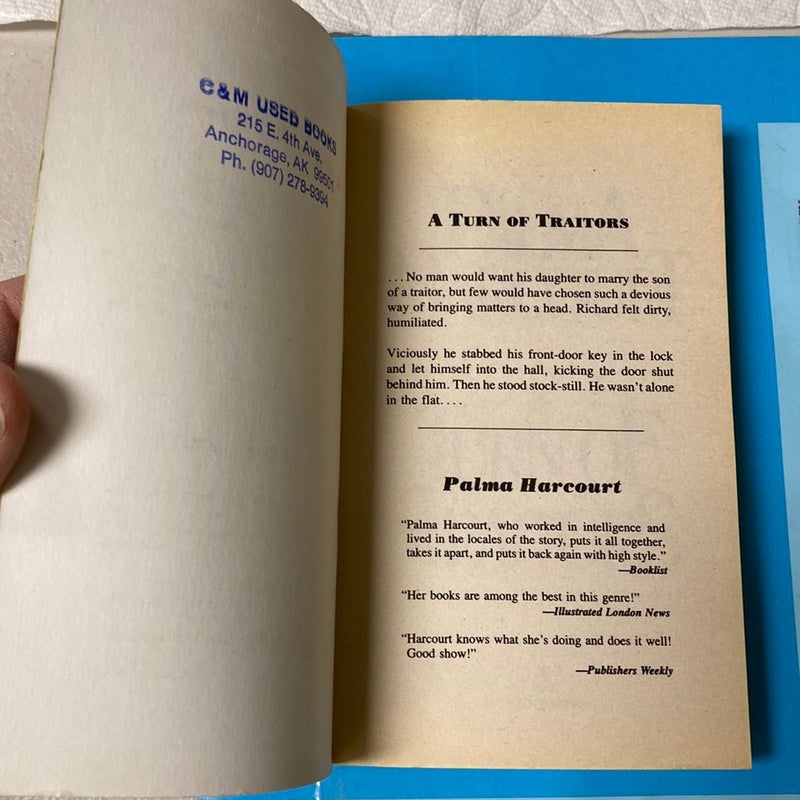 C&M USED BOOKS
215 E. 4th Ave.
Anchorage, AK 99501
Ph. (907) 278-9394
A TURN OF TRAITORS
. . . No man would want his daughter to marry the son
of a traitor, but few would have chosen such a devious
way of bringing matters to a head. Richard felt dirty,
humiliated.
Viciously he stabbed his front-door key in the lock
and let himself into the hall, kicking the door shut
behind him. Then he stood stock-still. He wasn't alone
in the flat. . . .
Palma Harcourt
“Palma Harcourt, who worked in intelligence and
lived in the locales of the story, puts it all together,
takes it apart, and puts it back again with high style.”
—Booklist
“Her books are among the best in this genre!”
—Illustrated London News
“Harcourt knows what she's doing and does it well!
Good show!”
—Publishers Weekly